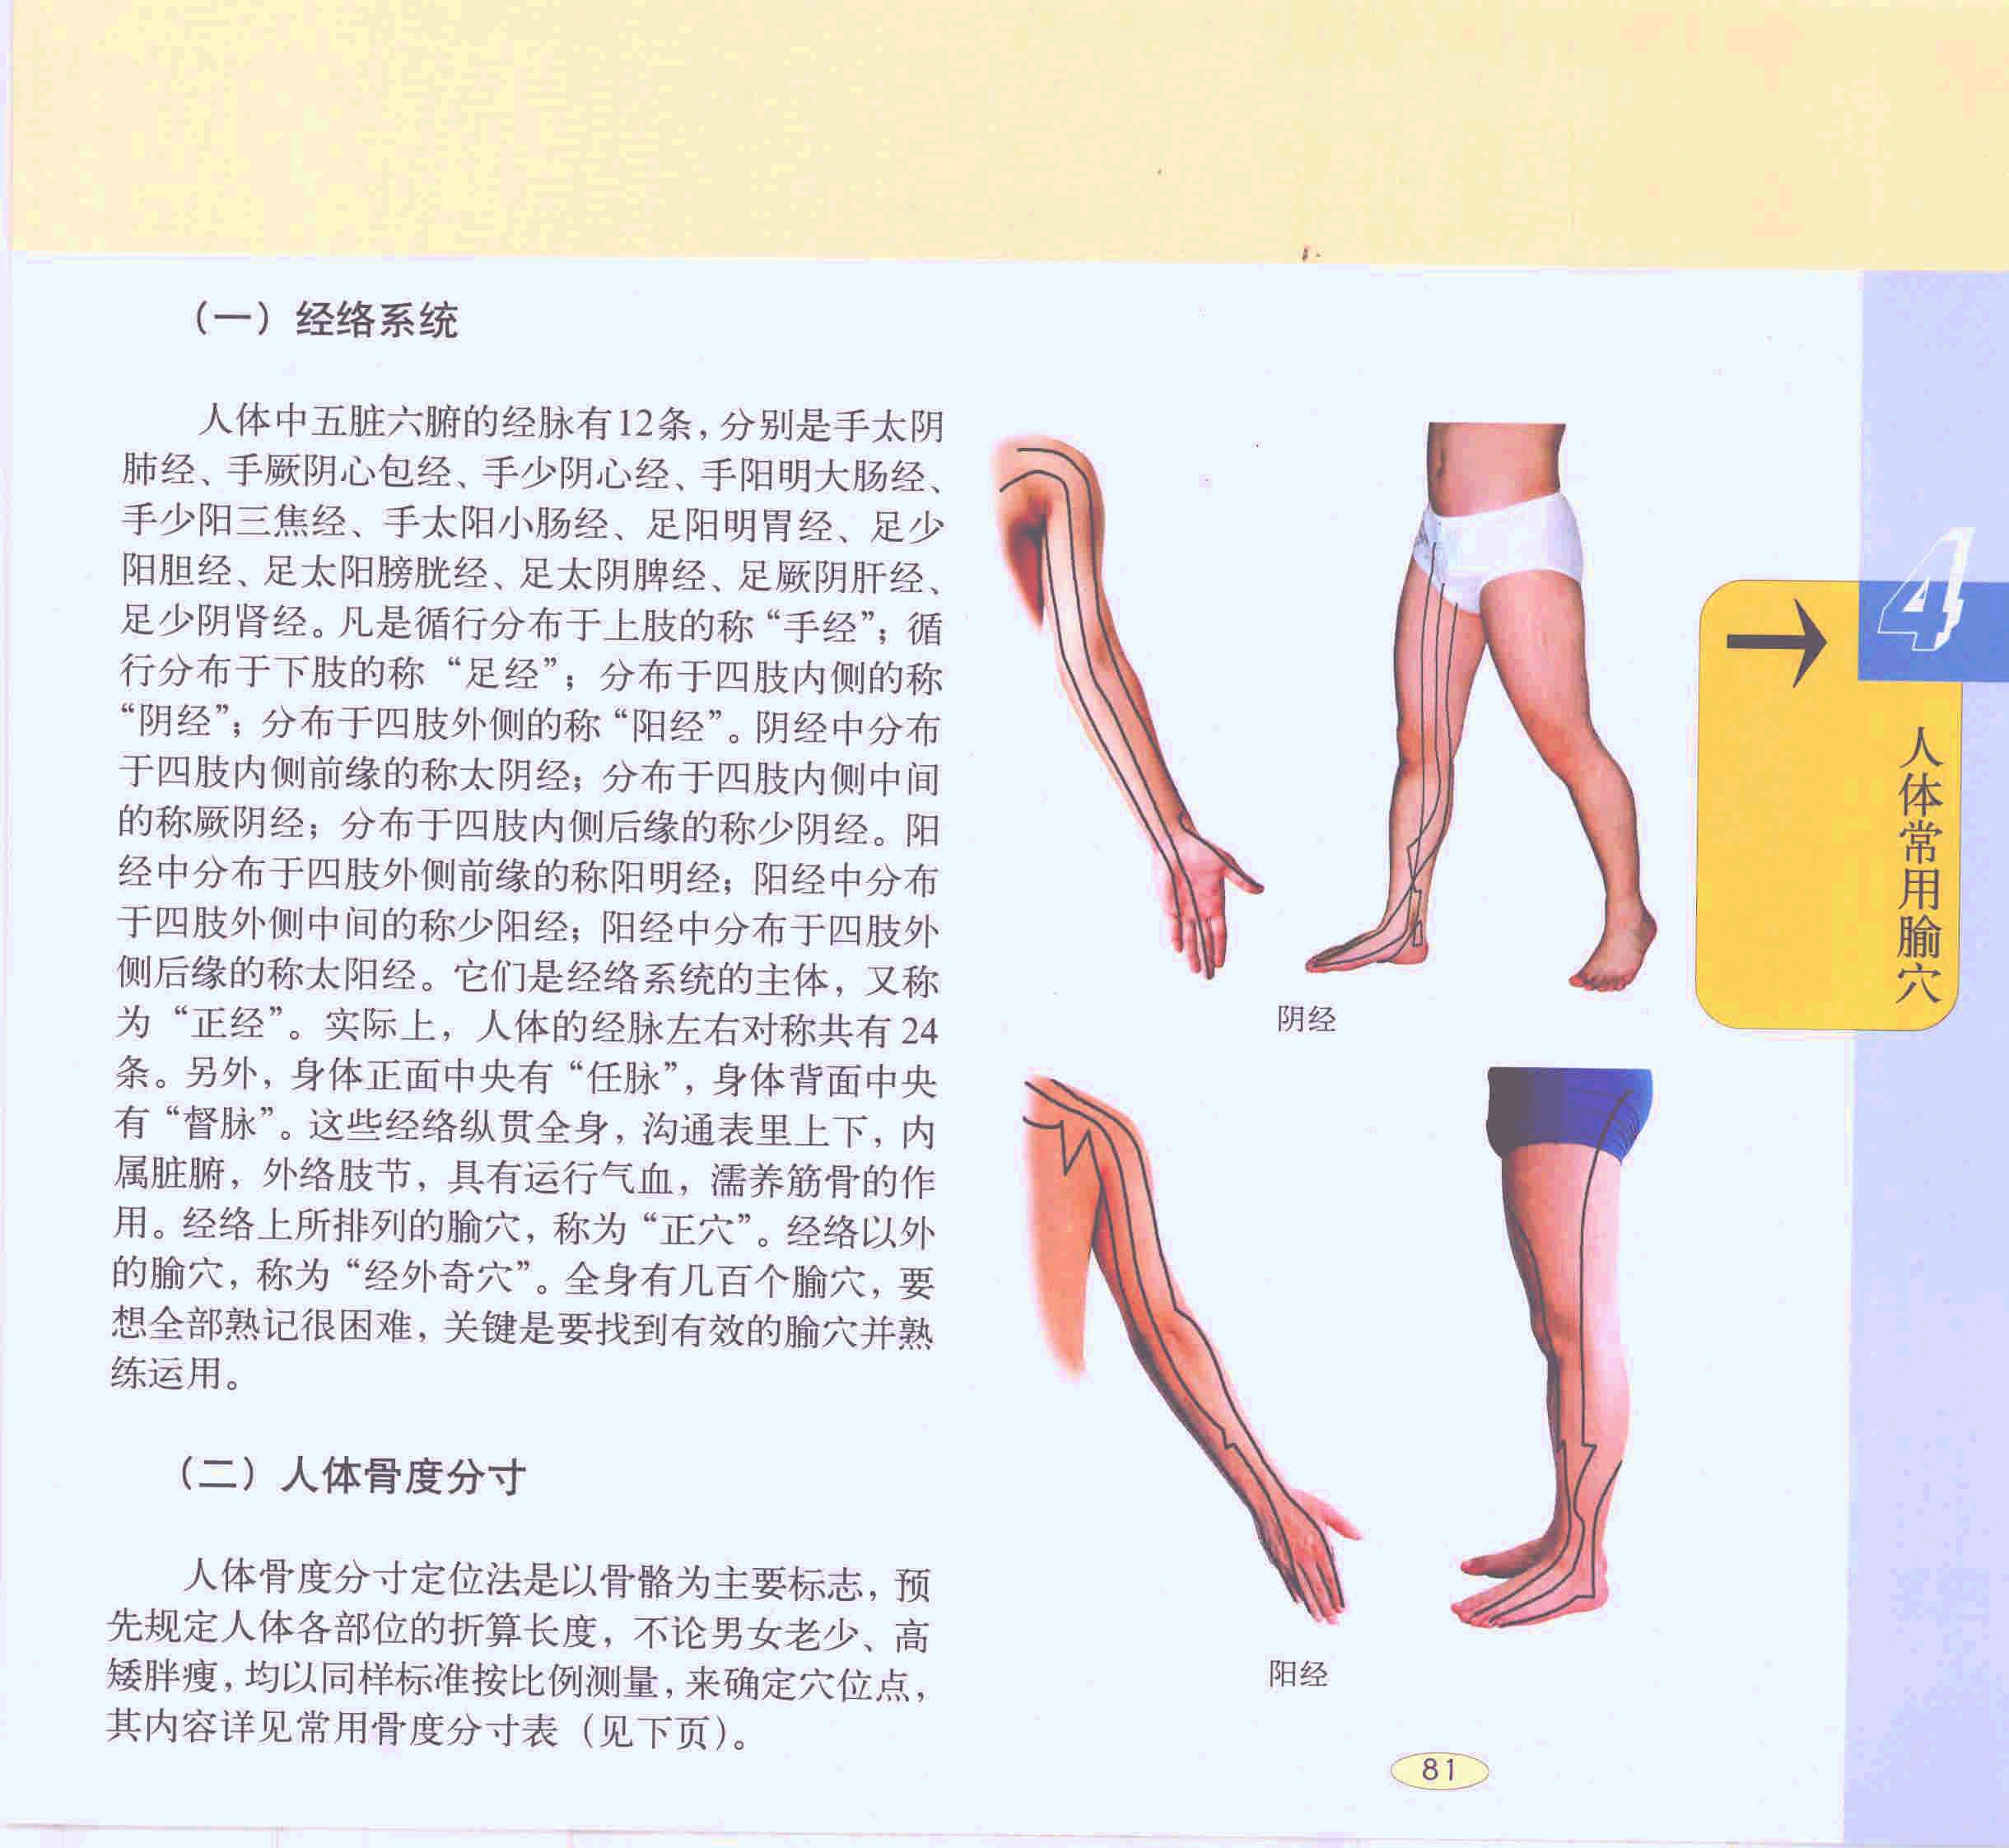 （一）经络系统
人体中五脏六腑的经脉有12条，分别是手太阴
肺经、手厥阴心包经、手少阴心经、手阳明大肠经、
手少阳三焦经、手太阳小肠经、足阳明胃经、足少
阳胆经、足太阳膀胱经、足太阴脾经、足厥阴肝经、
足少阴肾经。凡是循行分布于上肢的称“手经”；循
行分布于下肢的称“足经”；分布于四肢内侧的称
“阴经”；分布于四肢外侧的称“阳经”。阴经中分布
于四肢内侧前缘的称太阴经；分布于四肢内侧中间
的称厥阴经；分布于四肢内侧后缘的称少阴经。阳
经中分布于四肢外侧前缘的称阳明经；阳经中分布
于四肢外侧中间的称少阳经；阳经中分布于四肢外
侧后缘的称太阳经。它们是经络系统的主体，又称
为“正经”。实际上，人体的经脉左右对称共有24
条。另外，身体正面中央有“任脉”，身体背面中央
有“督脉”。这些经络纵贯全身，沟通表里上下，内
属脏腑，外络肢节，具有运行气血，濡养筋骨的作
用。经络上所排列的腧穴，称为“正穴”。经络以外
的腧穴，称为“经外奇穴”。全身有几百个腧穴，要
想全部熟记很困难，关键是要找到有效的腧穴并熟
练运用。
（二）人体骨度分寸
人体骨度分寸定位法是以骨骼为主要标志，预
先规定人体各部位的折算长度，不论男女老少、高
矮胖瘦，均以同样标准按比例测量，来确定穴位点，
其内容详见常用骨度分寸表（见下页）。
阴经
阳经
4
人体常用腧穴
81